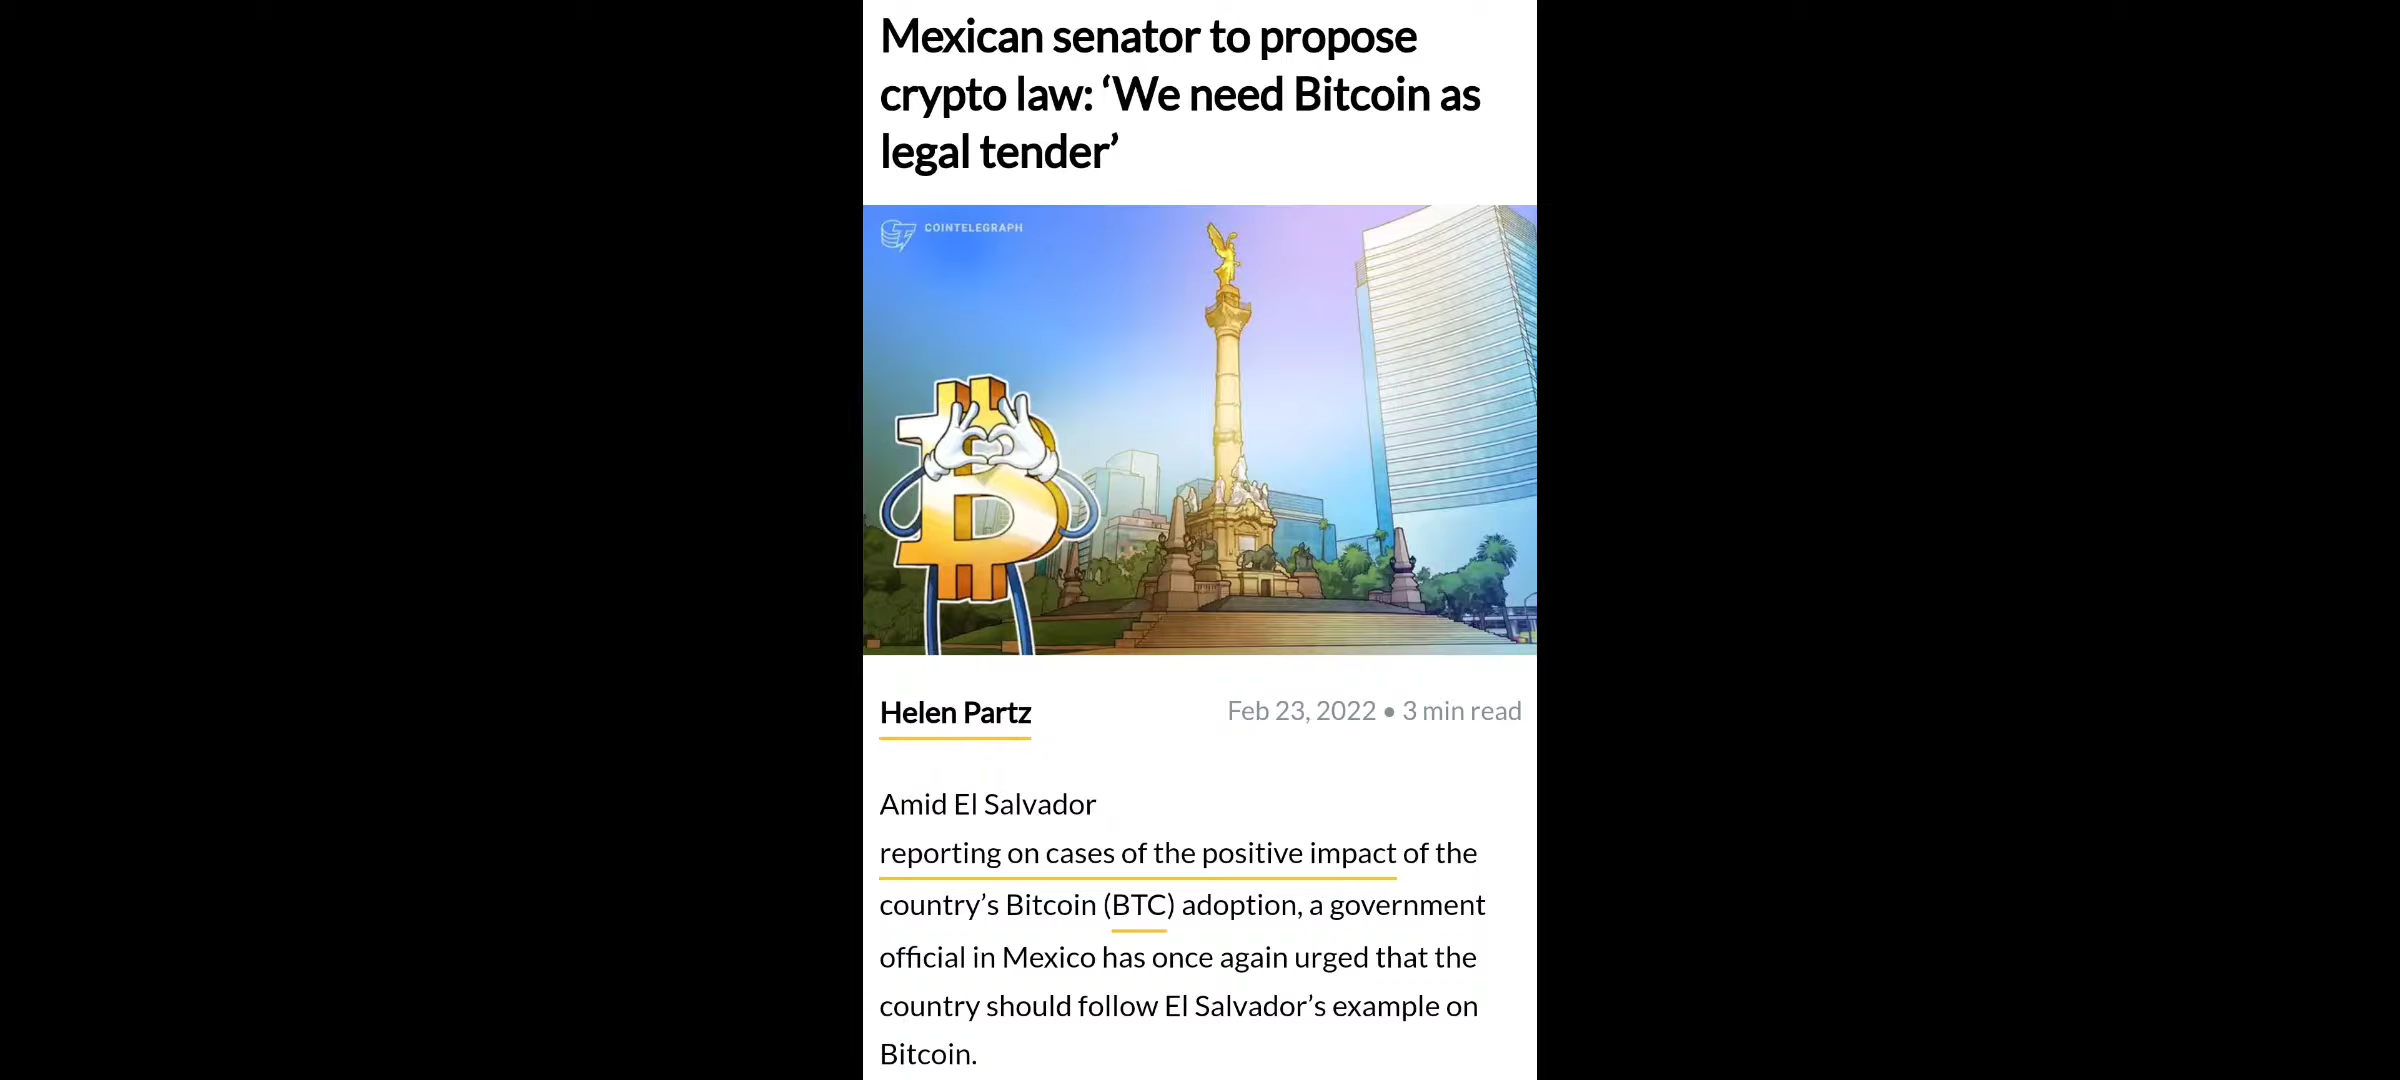 Mexican senator to propose
crypto law: ‘We need Bitcoin as
legal tender’
COINTELEGRAPH
Helen Partz
Feb 23, 2022 • 3 min read
Amid El Salvador
reporting on cases of the positive impact of the
country’s Bitcoin (BTC) adoption, a government
official in Mexico has once again urged that the
country should follow El Salvador’s example on
Bitcoin.